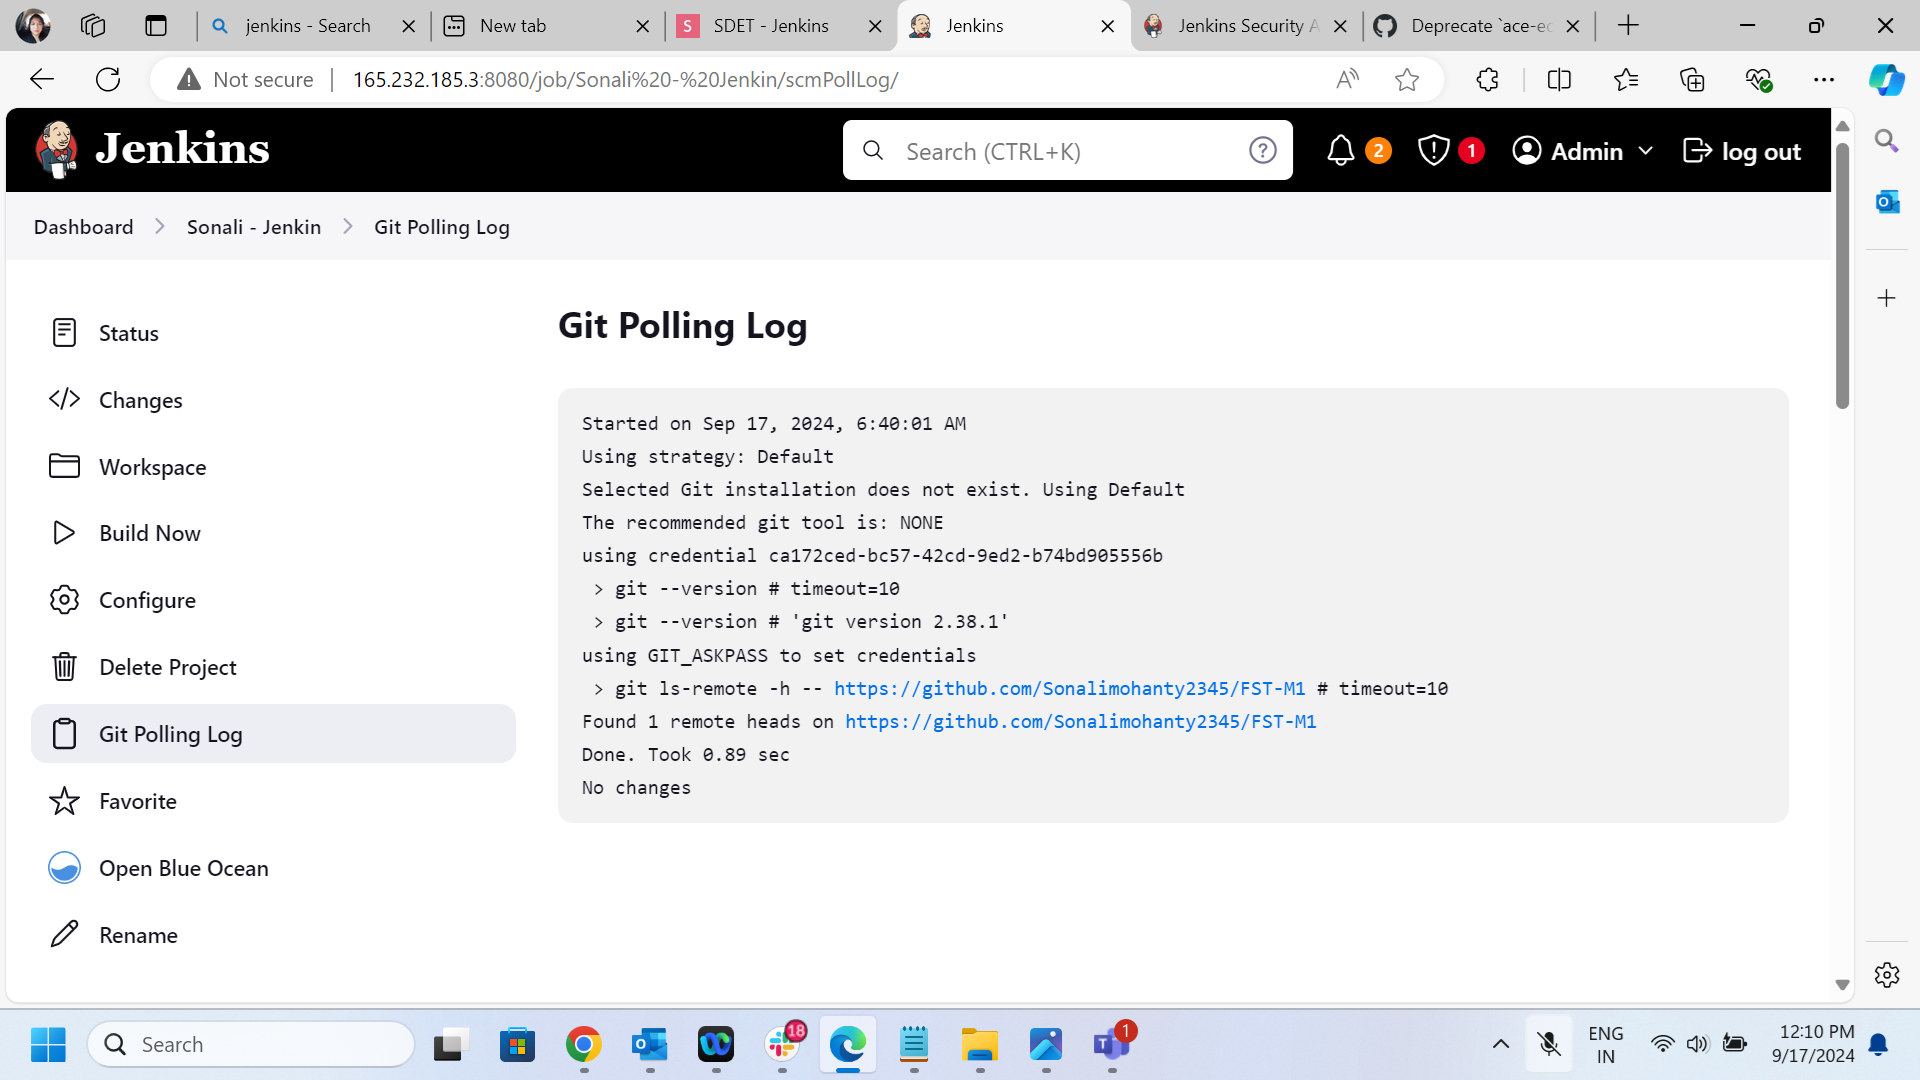 jenkins - Search
New tab
S
SDET - Jenkins
Jenkins
Jenkins Security A
Deprecate `ace-ec
Not secure
165.232.185.3:8080/job/Sonali%20-%20Jenkin/scmPollLog/
Jenkins
Search (CTRL+K)
2
1
Admin
log out
Dashboard
Sonali - Jenkin
Git Polling Log
Status
Changes
Workspace
Build Now
Configure
Delete Project
Git Polling Log
Favorite
Open Blue Ocean
Rename
Git Polling Log
Started on Sep 17, 2024, 6:40:01 AM
Using strategy: Default
Selected Git installation does not exist. Using Default
The recommended git tool is: NONE
using credential ca172ced-bc57-42cd-9ed2-b74bd905556b
> git --version # timeout=10
> git --version # 'git version 2.38.1'
using GIT_ASKPASS to set credentials
> git ls-remote -h -- https://github.com/Sonalimohanty2345/FST-M1 # timeout=10
Found 1 remote heads on https://github.com/Sonalimohanty2345/FST-M1
Done. Took 0.89 sec
No changes
Search
18
1
ENG
IN
12:10 PM
9/17/2024